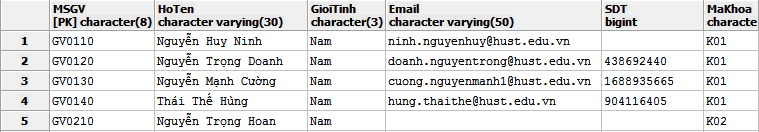 MSGV HoTen GioiTinh Email SDT MaKhoa
[PK] character(8) character varying(30) character(3) character varying(50) bigint characte
1 GV0110 Nguyễn Huy Ninh Nam ninh.nguyenhuy@hust.edu.vn K01
2 GV0120 Nguyễn Trọng Doanh Nam doanh.nguyentrong@hust.edu.vn 438692440 K01
3 GV0130 Nguyễn Mạnh Cường Nam cuong.nguyenmanh1@hust.edu.vn 1688935665 K01
4 GV0140 Thái Thế Hùng Nam hung.thaithe@hust.edu.vn 904116405 K01
5 GV0210 Nguyễn Trọng Hoan Nam K02